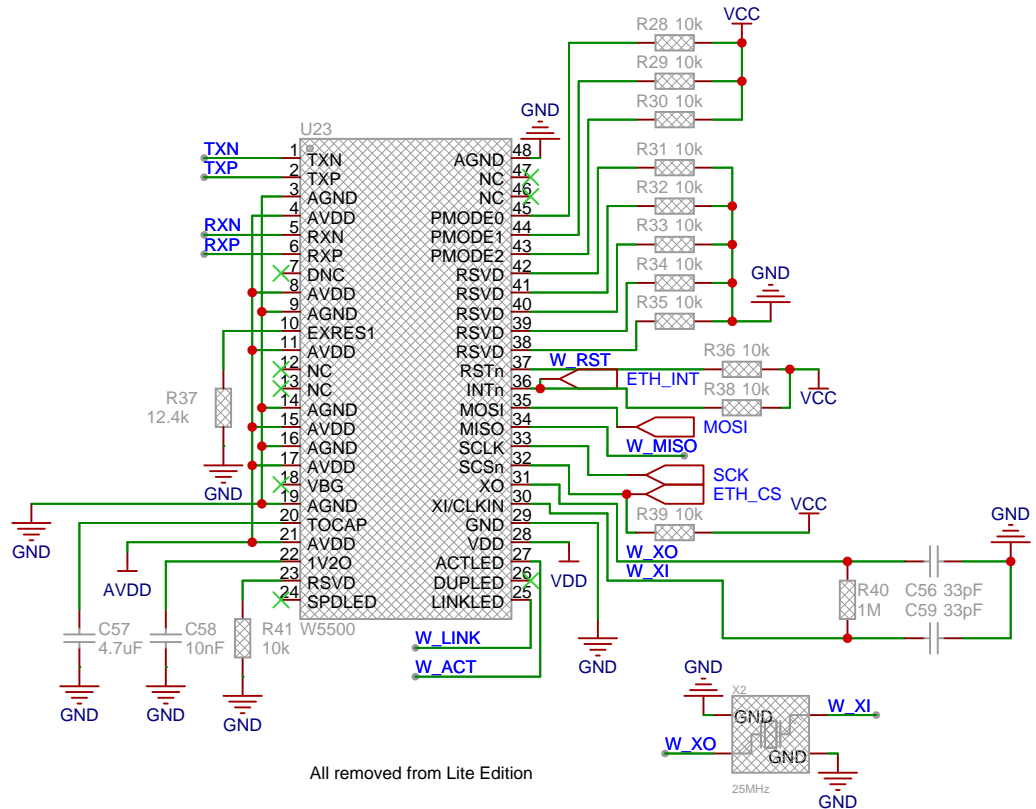 R28 10k
VCC
R29 10k
R30 10k
GND
U23
TXN
1
TXN
AGND
48
TXP
2
TXP
NC
47
3
AGND
NC
46
4
AVDD
PMODE0
45
RXN
5
RXN
PMODE1
44
RXP
6
RXP
PMODE2
43
7
DNC
RSVD
42
8
AVDD
RSVD
41
9
AGND
RSVD
40
10
EXRES1
RSVD
39
11
AVDD
RSVD
38
12
NC
RSTn
37
13
NC
INTn
36
14
AGND
MOSI
35
15
AVDD
MISO
34
16
AGND
SCLK
33
17
AVDD
SCSn
32
18
VBG
XO
31
19
AGND
XI/CLKIN
30
20
TOCAP
GND
29
21
AVDD
VDD
28
22
1V2O
ACTLED
27
23
RSVD
DUPLED
26
24
SPDLED
LINKLED
25
W5500
R31 10k
R32 10k
R33 10k
R34 10k
R35 10k
GND
W_RST
R36 10k
ETH_INT
VCC
R38 10k
MOSI
W_MISO
SCK
ETH_CS
R39 10k
VCC
GND
W_XO
W_XI
R40
1M
C56 33pF
C59 33pF
R37
12.4k
GND
GND
AVDD
VDD
C57
4.7uF
C58
10nF
R41
10k
GND
GND
GND
GND
W_LINK
W_ACT
GND
X2
GND
W_XI
W_XO
GND
25MHz
GND
All removed from Lite Edition